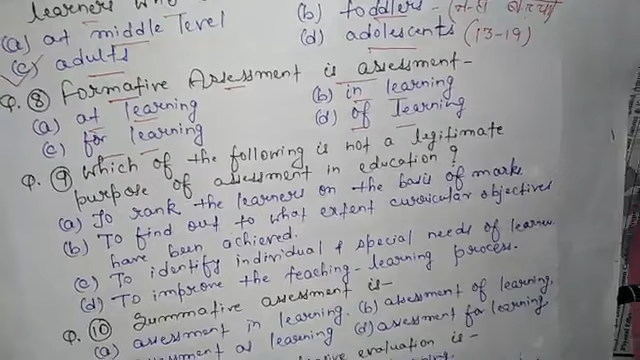 learners who
(a) at middle level (b) toddlers -
(c) adults (d) adolescents (13-19)
Q. (8) Formative Assessment is assessment-
(a) at learning (b) in learning
(c) for learning (d) of learning
Q. (9) Which of the following is not a legitimate
purpose of assessment in education?
(a) To rank the learners on the basis of marks
(b) To find out to what extent curricular objectives
have been achieved.
(c) To identify individual & special needs of learner
(d) To improve the teaching-learning process.
Q. (10) Summative assessment is-
(a) assessment in learning. (b) assessment of learning.
assessment as learning (d) assessment for learning
evaluation is-